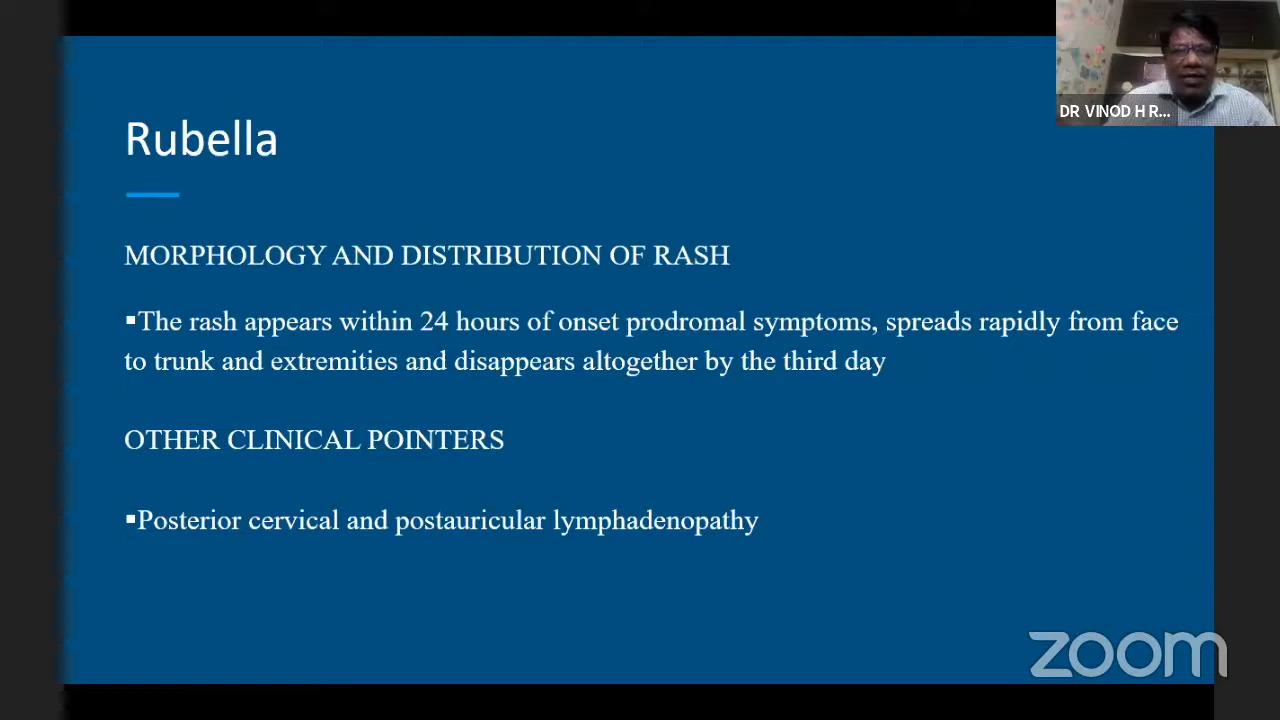 DR VINOD H R...
Rubella
MORPHOLOGY AND DISTRIBUTION OF RASH
▪The rash appears within 24 hours of onset prodromal symptoms, spreads rapidly from face
to trunk and extremities and disappears altogether by the third day
OTHER CLINICAL POINTERS
▪Posterior cervical and postauricular lymphadenopathy
zoom